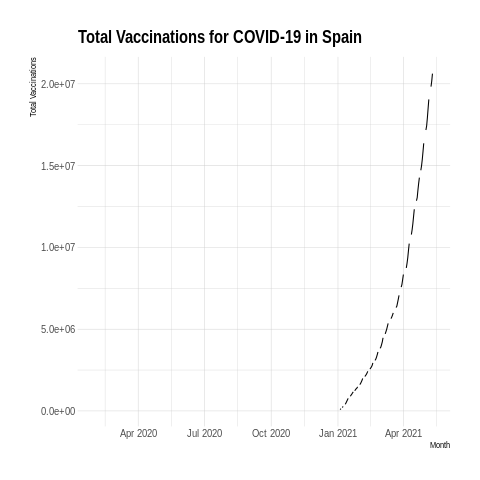 Total Vaccinations for COVID-19 in Spain
Total Vaccinations
2.0e+07
1.5e+07
1.0e+07
5.0e+06
0.0e+00
Apr 2020 Jul 2020 Oct 2020 Jan 2021 Apr 2021
Month